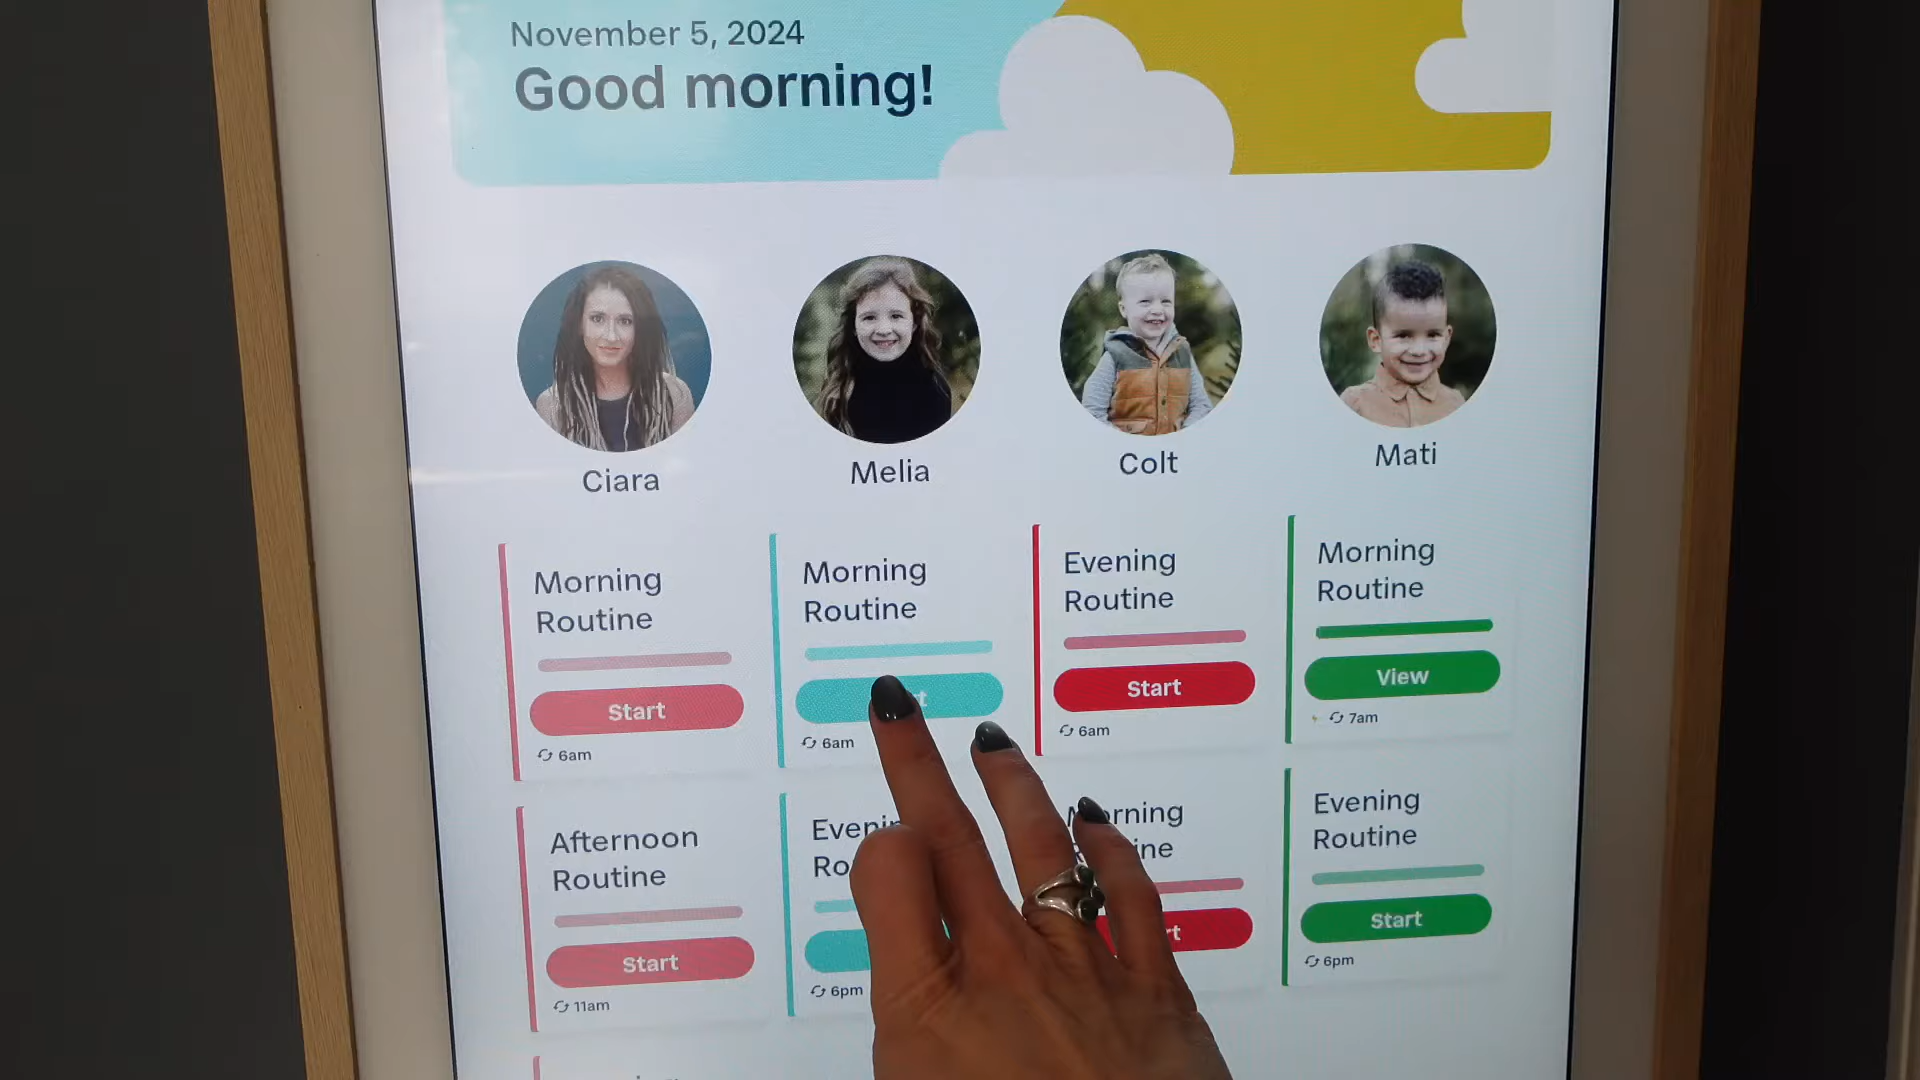 November 5, 2024
Good morning!
Ciara
Melia
Colt
Mati
Morning
Routine
Start
6am
Morning
Routine
6am
Evening
Routine
Start
6am
Morning
Routine
View
7am
Afternoon
Routine
Start
11am
6pm
Evening
Routine
Start
6pm